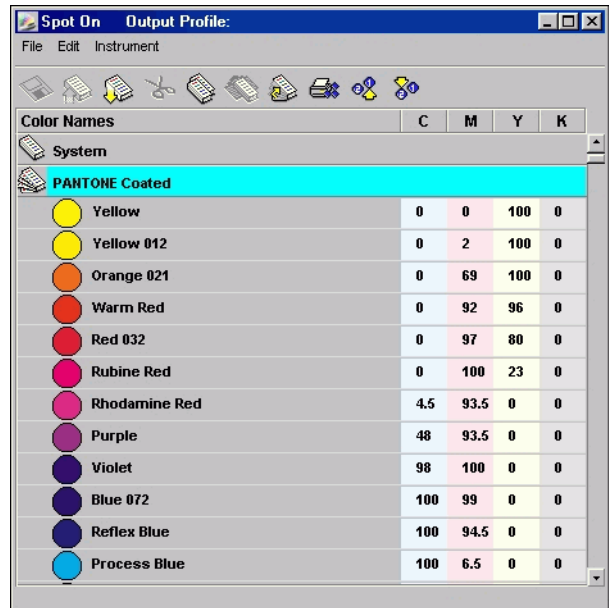 Spot On Output Profile:
File Edit Instrument
Color Names C M Y K
System
PANTONE Coated
Yellow 0 0 100 0
Yellow 012 0 2 100 0
Orange 021 0 69 100 0
Warm Red 0 92 96 0
Red 032 0 97 80 0
Rubine Red 0 100 23 0
Rhodamine Red 4.5 93.5 0 0
Purple 48 93.5 0 0
Violet 98 100 0 0
Blue 072 100 99 0 0
Reflex Blue 100 94.5 0 0
Process Blue 100 6.5 0 0